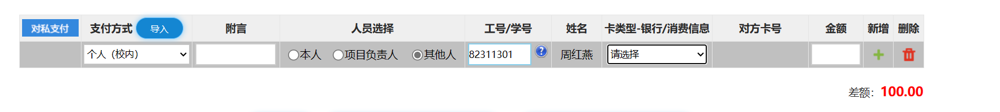 对私支付 支付方式 导入 附言 人员选择 工号/学号 姓名 卡类型-银行/消费信息 对方卡号 金额 新增 删除
个人（校内） 本人 项目负责人 其他人 82311301 ? 周红燕 请选择
差额：100.00